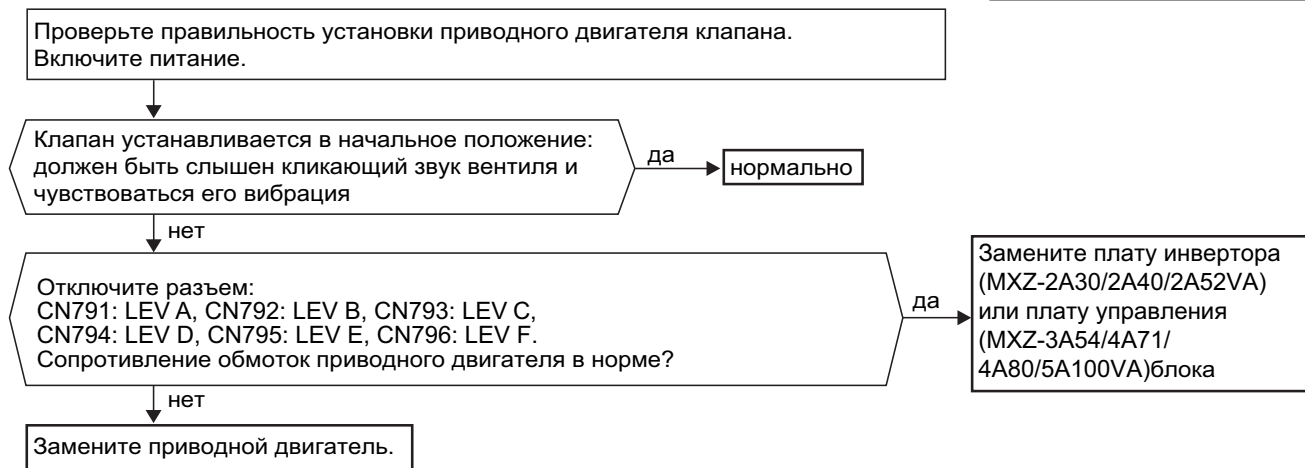 Проверьте правильность установки приводного двигателя клапана.
Включите питание.
Клапан устанавливается в начальное положение:
должен быть слышен кликающий звук вентиля и
чувствоваться его вибрация
да
нормально
нет
Отключите разъем:
CN791: LEV A, CN792: LEV B, CN793: LEV C,
CN794: LEV D, CN795: LEV E, CN796: LEV F.
Сопротивление обмоток приводного двигателя в норме?
да
Замените плату инвертора
(MXZ-2A30/2A40/2A52VA)
или плату управления
(MXZ-3A54/4A71/
4A80/5A100VA)блока
нет
Замените приводной двигатель.